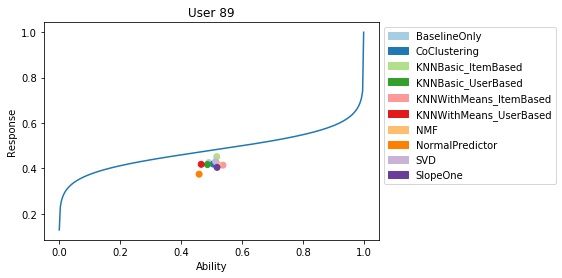 User 89
1.0
0.8
0.6
0.4
0.2
Response
0.0
0.2
0.4
0.6
0.8
1.0
Ability
BaselineOnly
CoClustering
KNNBasic_ItemBased
KNNBasic_UserBased
KNNWithMeans_ItemBased
KNNWithMeans_UserBased
NMF
NormalPredictor
SVD
SlopeOne